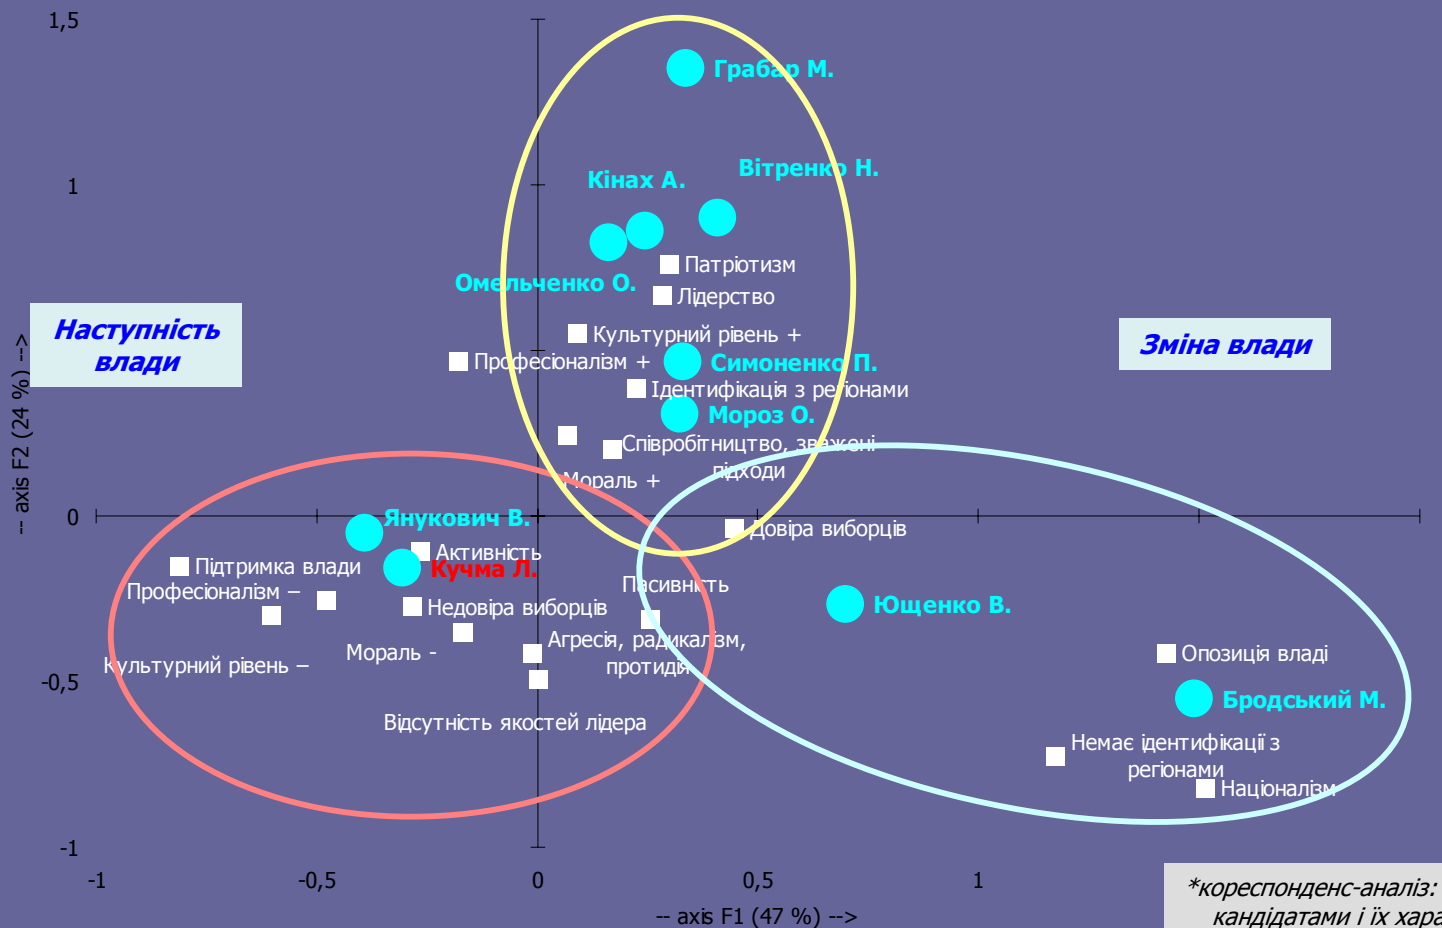 1,5
Грабар М.
Вітренко Н.
Кінах А.
1
Патріотизм
Омельченко О.
Лідерство
Наступність
влади
Культурний рівень +
Зміна влади
Професіоналізм +
Симоненко П.
Ідентифікація з регіонами
Мороз О.
-- axis F2 (24 %) -->
Співробітництво, зважені
підходи
Мораль +
0
Янукович В.
Довіра виборців
Активність
Підтримка влади
Кучма Л.
Пасивність
Професіоналізм –
Недовіра виборців
Ющенко В.
Агресія, радикалізм,
протидія
Мораль -
Культурний рівень –
Опозиція владі
-0,5
Бродський М.
Відсутність якостей лідера
Немає ідентифікації з
регіонами
Націоналізм
-1
-1
-0,5
0
0,5
1
-- axis F1 (47 %) -->
*кореспонденс-аналіз:
кандідатами і їх хара